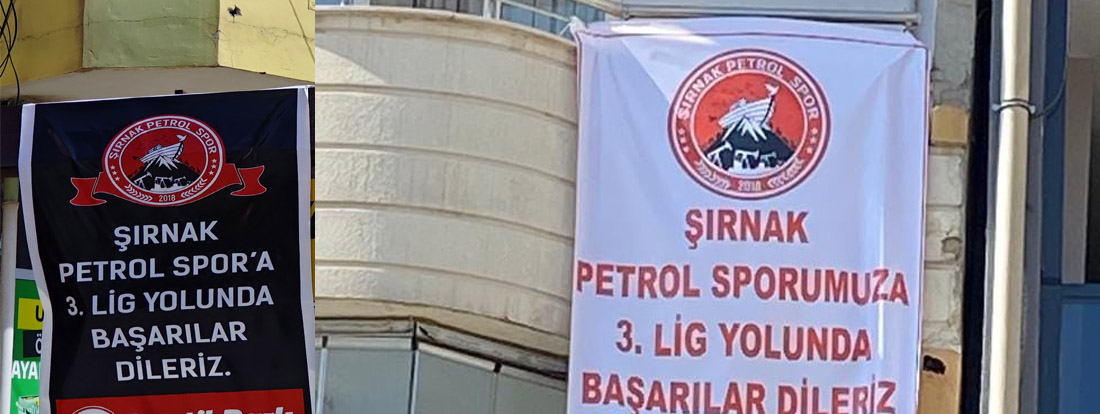 ŞIRNAK PETROL SPOR
2018
ŞIRNAK
PETROL SPOR'A
3. LİG YOLUNDA
BAŞARILAR
DİLERİZ.
ŞIRNAK PETROL SPOR
2018
ŞIRNAK
PETROL SPORUMUZA
3. LİG YOLUNDA
BAŞARILAR DİLERİZ